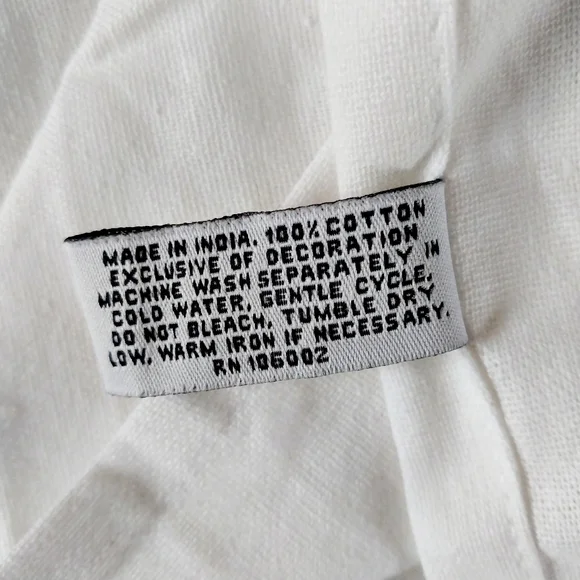 MADE IN INDIA. 100% COTTON
EXCLUSIVE OF DECORATION
MACHINE WASH SEPARATELY IN
COLD WATER, GENTLE CYCLE.
DO NOT BLEACH. TUMBLE DRY
LOW. WARM IRON IF NECESSARY.
RN 106002